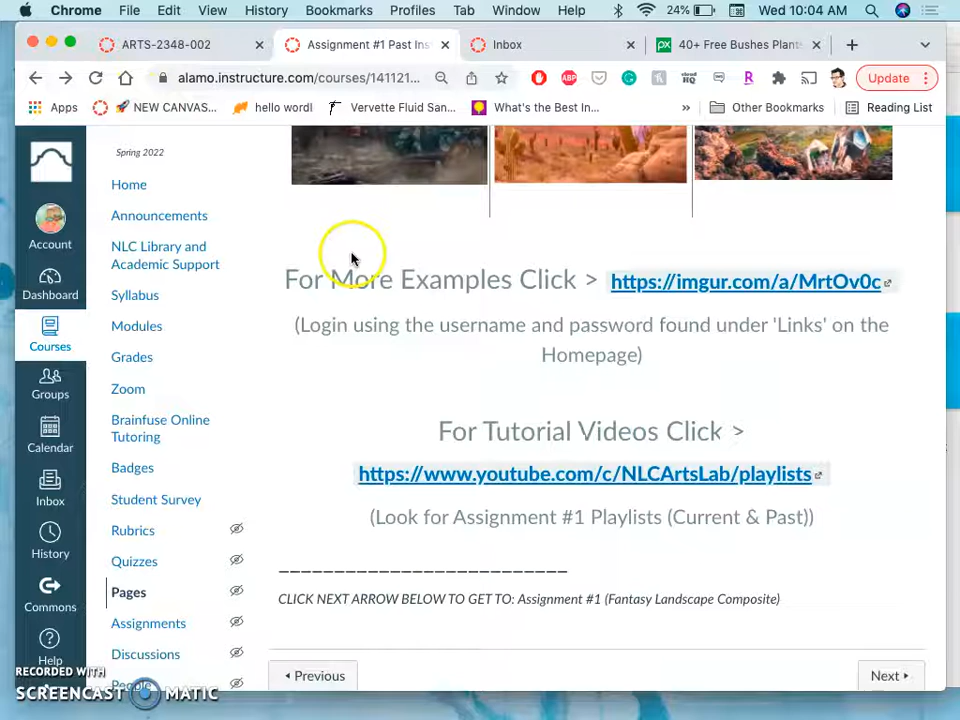 Chrome File Edit View History Bookmarks Profiles Tab Window Help 24% Wed 10:04 AM
ARTS-2348-002 Assignment #1 Past Ins Inbox 40+ Free Bushes Plant
alamo.instructure.com/courses/141121... ABP Update
Apps NEW CANVAS... hello wordl Vervette Fluid San... What's the Best In... » Other Bookmarks Reading List
Spring 2022
Home
Announcements
NLC Library and
Academic Support
Syllabus
Modules
Grades
Zoom
Brainfuse Online
Tutoring
Badges
Student Survey
Rubrics
Quizzes
Pages
Assignments
Discussions
People
Account
Dashboard
Courses
Groups
Calendar
Inbox
History
Commons
Help
For More Examples Click > https://imgur.com/a/MrtOv0c
(Login using the username and password found under 'Links' on the
Homepage)
For Tutorial Videos Click >
https://www.youtube.com/c/NLCArtsLab/playlists
(Look for Assignment #1 Playlists (Current & Past))
__________________________
CLICK NEXT ARROW BELOW TO GET TO: Assignment #1 (Fantasy Landscape Composite)
Previous Next
RECORDED WITH
SCREENCAST MATIC